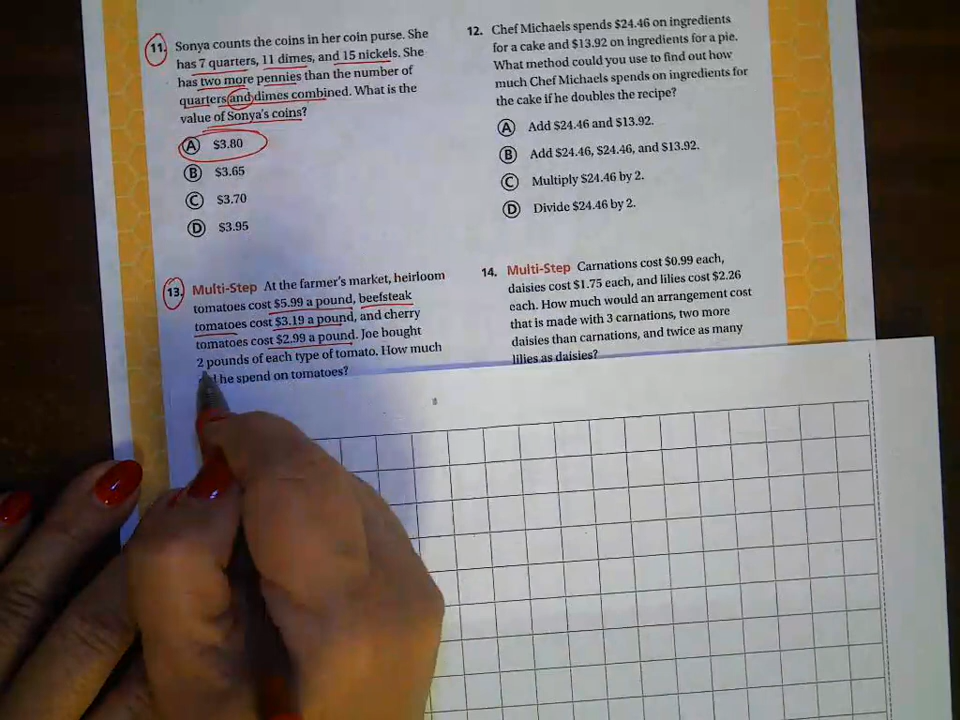 11. Sonya counts the coins in her coin purse. She
has 7 quarters, 11 dimes, and 15 nickels. She
has two more pennies than the number of
quarters and dimes combined. What is the
value of Sonya's coins?
A $3.80
B $3.65
C $3.70
D $3.95
12. Chef Michaels spends $24.46 on ingredients
for a cake and $13.92 on ingredients for a pie.
What method could you use to find out how
much Chef Michaels spends on ingredients for
the cake if he doubles the recipe?
A Add $24.46 and $13.92.
B Add $24.46, $24.46, and $13.92.
C Multiply $24.46 by 2.
D Divide $24.46 by 2.
13. Multi-Step At the farmer's market, heirloom
tomatoes cost $5.99 a pound, beefsteak
tomatoes cost $3.19 a pound, and cherry
tomatoes cost $2.99 a pound. Joe bought
2 pounds of each type of tomato. How much
he spend on tomatoes?
14. Multi-Step Carnations cost $0.99 each,
daisies cost $1.75 each, and lilies cost $2.26
each. How much would an arrangement cost
that is made with 3 carnations, two more
daisies than carnations, and twice as many
lilies as daisies?